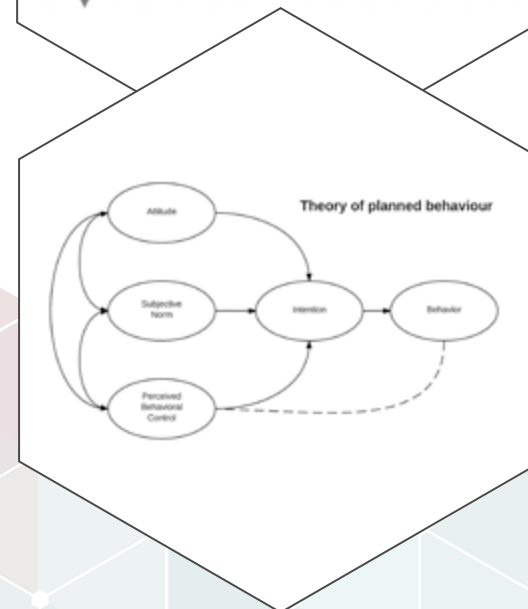 Theory of planned behaviour
Attitude
Subjective
Norm
Intention
Behavior
Perceived
Behavioral
Control